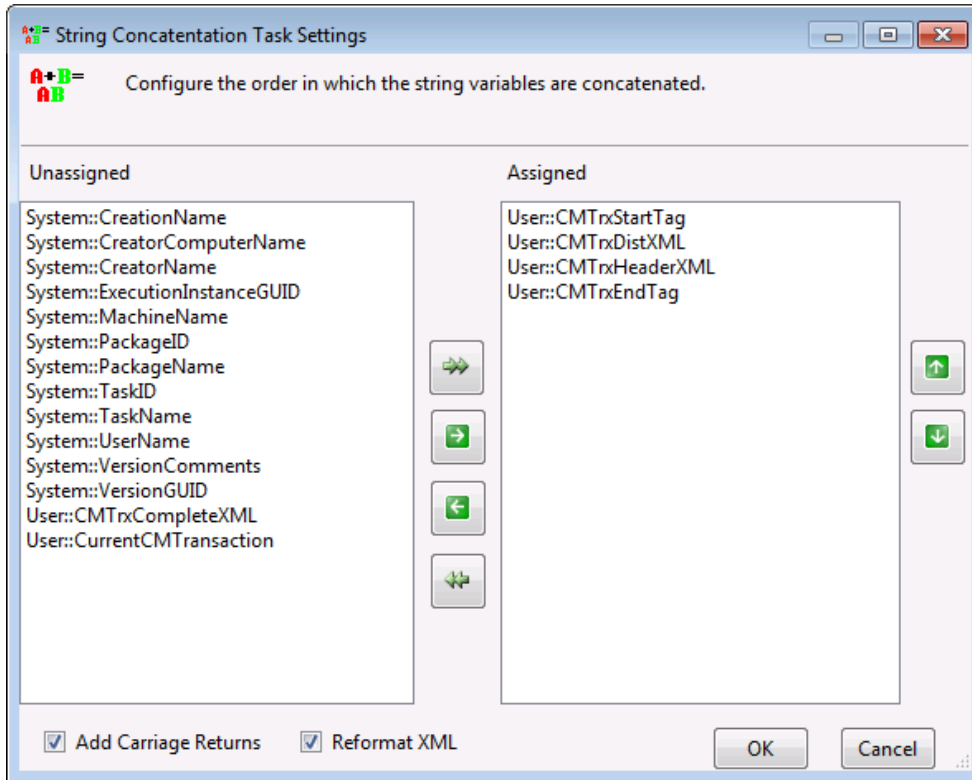 A+B=
AB
String Concatentation Task Settings
A+B=
AB
Configure the order in which the string variables are concatenated.
Unassigned
Assigned
System::CreationName
System::CreatorComputerName
System::CreatorName
System::ExecutionInstanceGUID
System::MachineName
System::PackageID
System::PackageName
System::TaskID
System::TaskName
System::UserName
System::VersionComments
System::VersionGUID
User::CMTrxCompleteXML
User::CurrentCMTransaction
User::CMTrxStartTag
User::CMTrxDistXML
User::CMTrxHeaderXML
User::CMTrxEndTag
Add Carriage Returns
Reformat XML
OK
Cancel